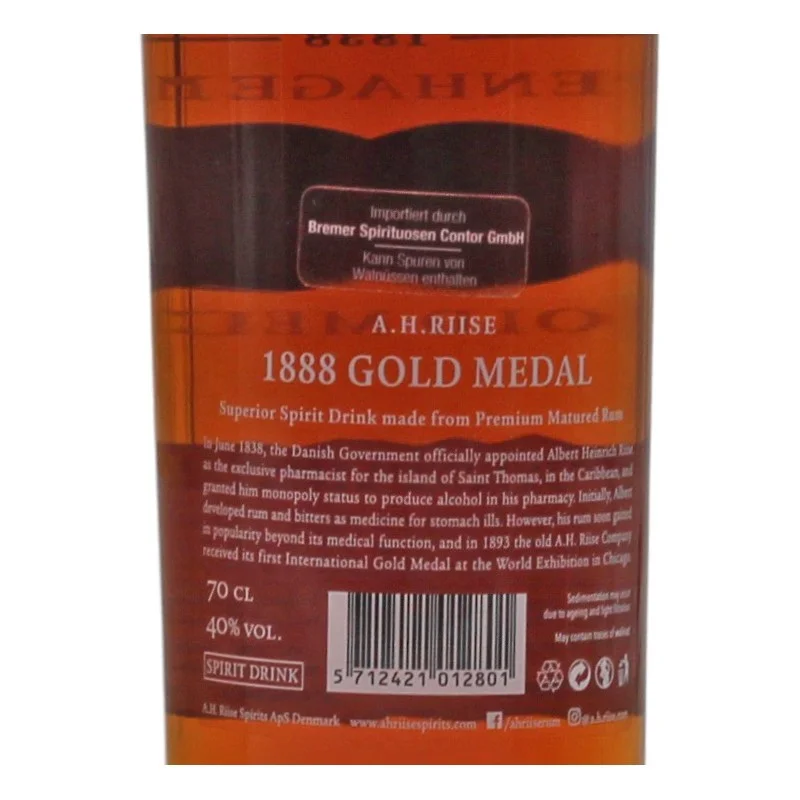 1838
ENHAGE
Importiert durch
Bremer Spirituosen Contor GmbH
Kann Spuren von
Walnüssen enthalten
A.H.RIISE
1888 GOLD MEDAL
Superior Spirit Drink made from Premium Matured Rum
In June 1838, the Danish Government officially appointed Albert Heinrich Riise
as the exclusive pharmacist for the island of Saint Thomas, in the Caribbean, and
granted him monopoly status to produce alcohol in his pharmacy. Initially, Albert
developed rum and bitters as medicine for stomach ills. However, his rum soon gained
in popularity beyond its medical function, and in 1893 the old A.H. Riise Company
received its first International Gold Medal at the World Exhibition in Chicago.
70 CL
40% VOL.
SPIRIT DRINK
5 712421 012801
Sedimentation may occur
due to ageing and light filtration
May contain traces of walnut
A.H. Riise Spirits ApS Denmark www.ahriisespirits.com /ahriiserum @a.h.riise.rum